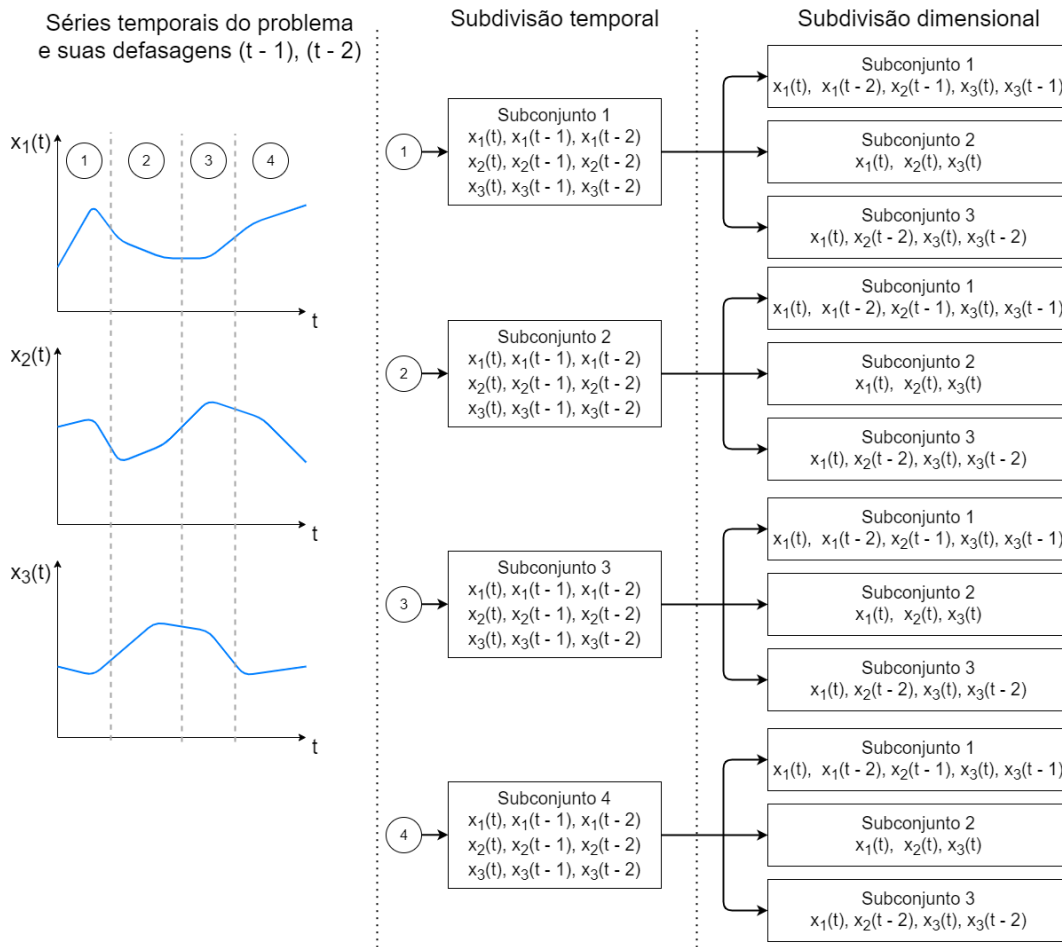 Séries temporais do problema
e suas defasagens (t - 1), (t - 2)
x₁(t)
1
2
3
4
t
x₂(t)
t
x₃(t)
t
Subdivisão temporal
1
Subconjunto 1
x₁(t), x₁(t - 1), x₁(t - 2)
x₂(t), x₂(t - 1), x₂(t - 2)
x₃(t), x₃(t - 1), x₃(t - 2)
2
Subconjunto 2
x₁(t), x₁(t - 1), x₁(t - 2)
x₂(t), x₂(t - 1), x₂(t - 2)
x₃(t), x₃(t - 1), x₃(t - 2)
3
Subconjunto 3
x₁(t), x₁(t - 1), x₁(t - 2)
x₂(t), x₂(t - 1), x₂(t - 2)
x₃(t), x₃(t - 1), x₃(t - 2)
4
Subconjunto 4
x₁(t), x₁(t - 1), x₁(t - 2)
x₂(t), x₂(t - 1), x₂(t - 2)
x₃(t), x₃(t - 1), x₃(t - 2)
Subdivisão dimensional
Subconjunto 1
x₁(t), x₁(t - 2), x₂(t - 1), x₃(t), x₃(t - 1)
Subconjunto 2
x₁(t), x₂(t), x₃(t)
Subconjunto 3
x₁(t), x₂(t - 2), x₃(t), x₃(t - 2)
Subconjunto 1
x₁(t), x₁(t - 2), x₂(t - 1), x₃(t), x₃(t - 1)
Subconjunto 2
x₁(t), x₂(t), x₃(t)
Subconjunto 3
x₁(t), x₂(t - 2), x₃(t), x₃(t - 2)
Subconjunto 1
x₁(t), x₁(t - 2), x₂(t - 1), x₃(t), x₃(t - 1)
Subconjunto 2
x₁(t), x₂(t), x₃(t)
Subconjunto 3
x₁(t), x₂(t - 2), x₃(t), x₃(t - 2)
Subconjunto 1
x₁(t), x₁(t - 2), x₂(t - 1), x₃(t), x₃(t - 1)
Subconjunto 2
x₁(t), x₂(t), x₃(t)
Subconjunto 3
x₁(t), x₂(t - 2), x₃(t), x₃(t - 2)